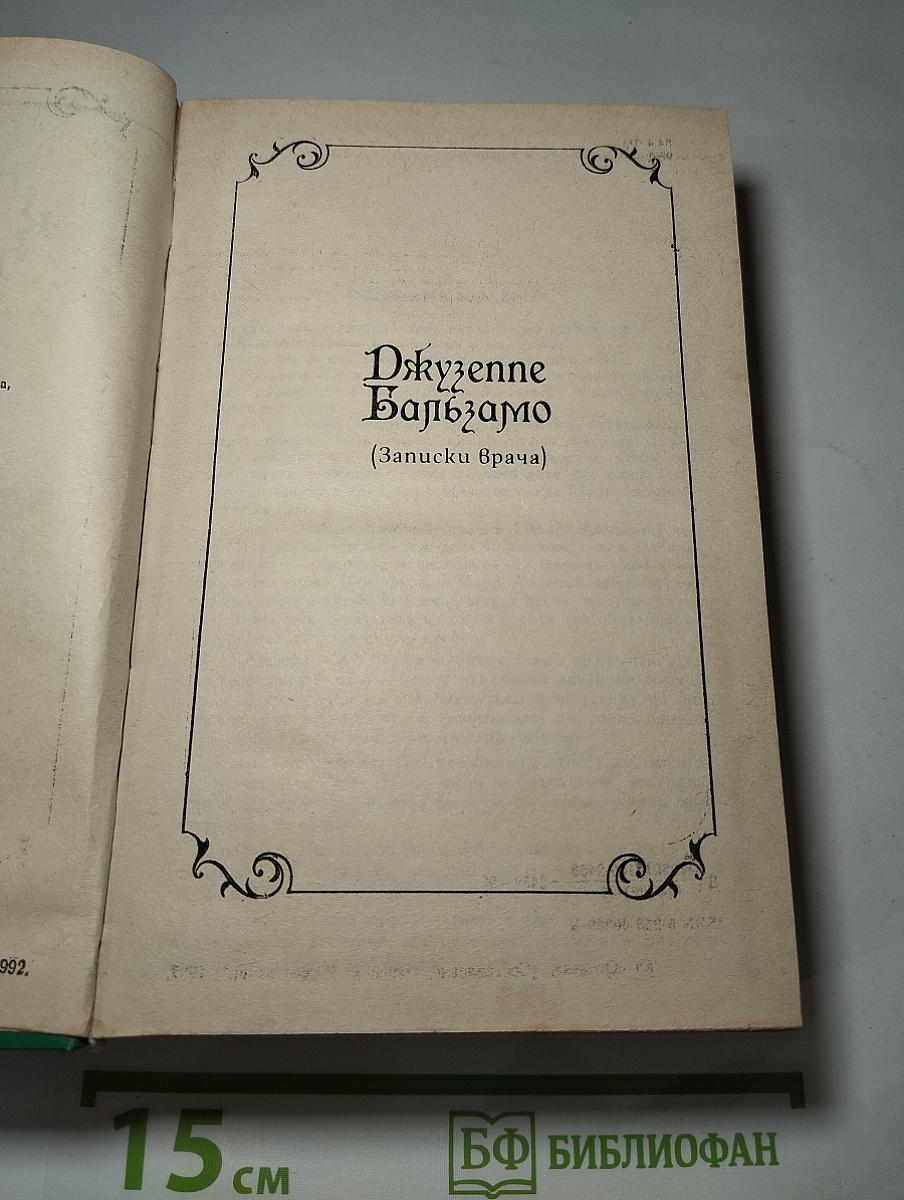 а,
Джузеппе
Бальзамо
(Записки врача)
992.
15 см
БФ БИБЛИОФАН